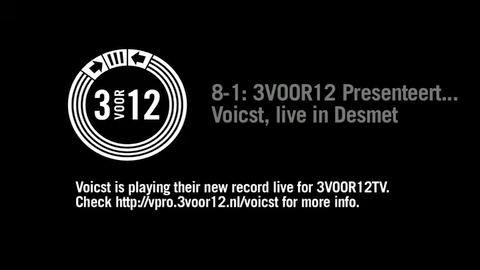 3 VOOR 12
8-1: 3VOOR12 Presenteert...
Voicst, live in Desmet
Voicst is playing their new record live for 3VOOR12TV.
Check http://vpro.3voor12.nl/voicst for more info.